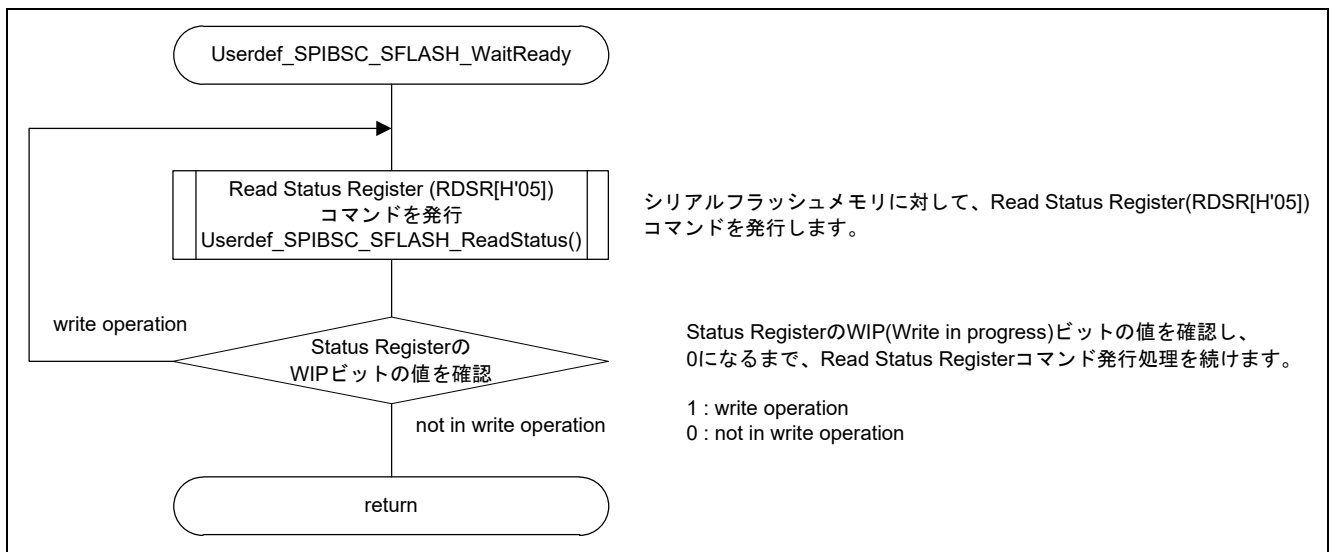 Userdef_SPIBSC_SFLASH_WaitReady
Read Status Register (RDSR[H'05])
コマンドを発行
Userdef_SPIBSC_SFLASH_ReadStatus()
シリアルフラッシュメモリに対して、Read Status Register(RDSR[H'05])
コマンドを発行します。
write operation
Status Registerの
WIPビットの値を確認
Status RegisterのWIP(Write in progress)ビットの値を確認し、
0になるまで、Read Status Registerコマンド発行処理を続けます。
1 : write operation
0 : not in write operation
not in write operation
return